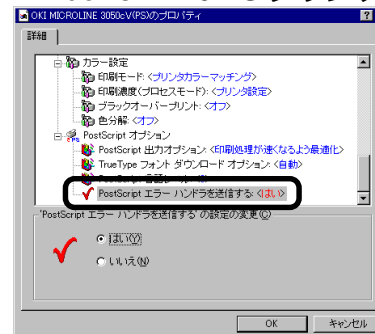 OKI MICROLINE 3050cV(PS)のプロパティ
詳細
カラー設定
印刷モード: <プリンタカラーマッチング>
印刷濃度(プロセスモード): <プリンタ設定>
ブラックオーバープリント: <オフ>
色分解: <オフ>
PostScript オプション
PostScript 出力オプション: <印刷処理が速くなるよう最適化>
TrueType フォント ダウンロード オプション: <自動>
PostScript エラー ハンドラを送信する: <はい>
'PostScript エラー ハンドラを送信する' の設定の変更(C)
はい(Y)
いいえ(N)
OK キャンセル